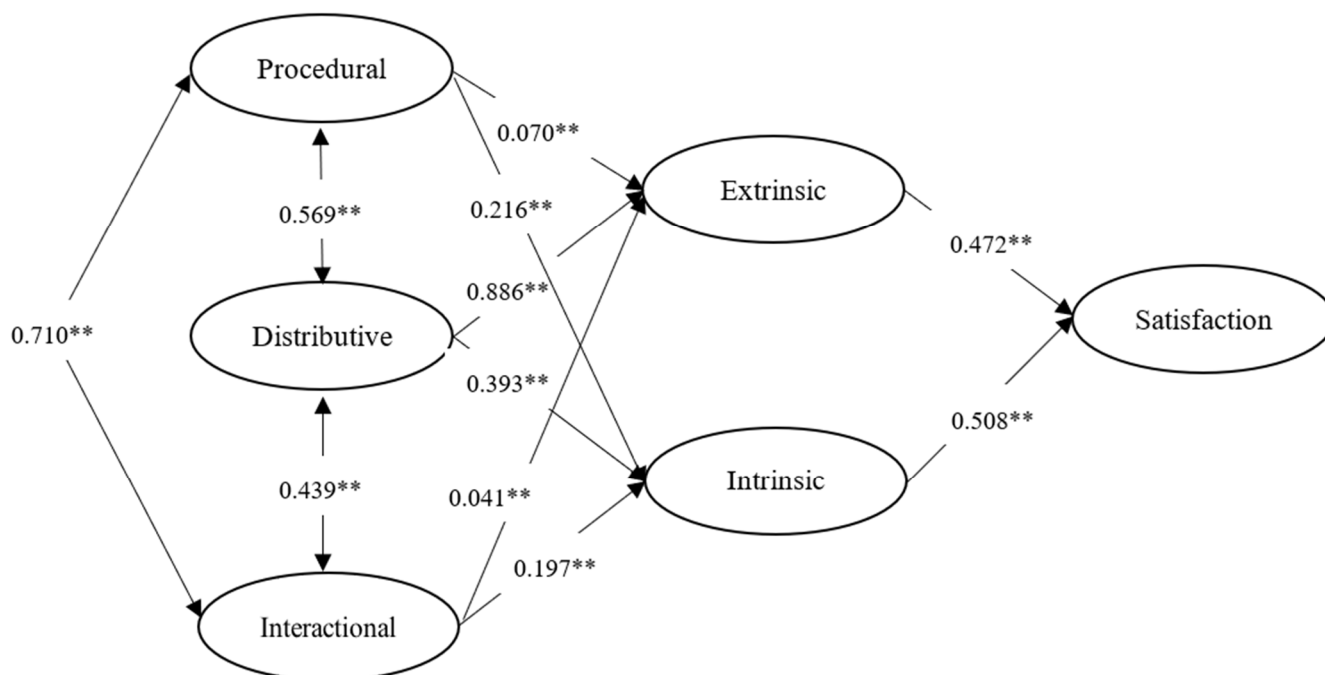 Procedural
0.070**
Extrinsic
0.216**
0.569**
0.472**
0.886**
Satisfaction
0.710**
Distributive
0.393**
0.508**
Intrinsic
0.439**
0.041**
0.197**
Interactional